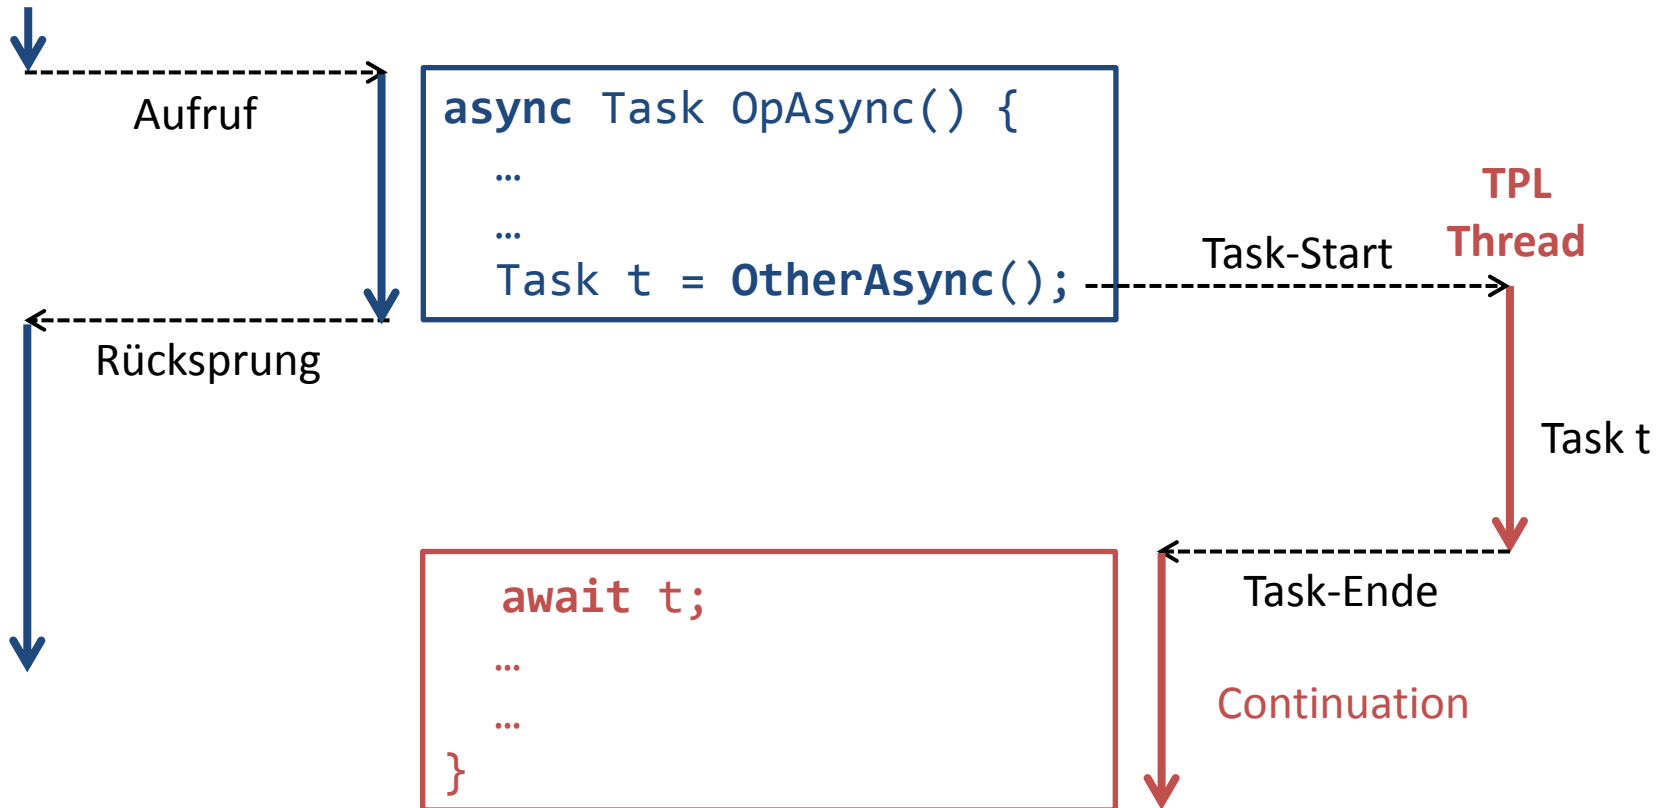 Aufruf
async Task OpAsync() {
…
…
Task t = OtherAsync();
TPL
Thread
Task-Start
Rücksprung
Task t
Task-Ende
await t;
…
…
}
Continuation